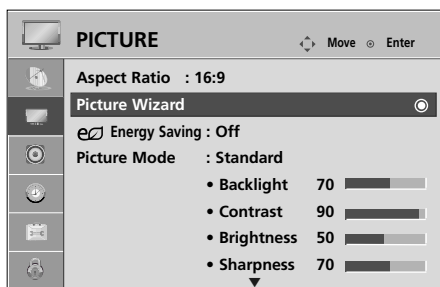 PICTURE Move Enter
Aspect Ratio : 16:9
Picture Wizard
e Energy Saving : Off
Picture Mode : Standard
• Backlight 70
• Contrast 90
• Brightness 50
• Sharpness 70